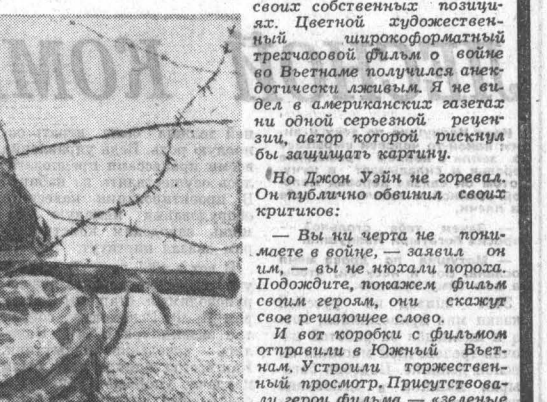 своих собственных позици-
ях. Цветной художествен-
ный широкоформатный
трехчасовой фильм о войне
во Вьетнаме получился анек-
дотически лживым. Я не ви-
дел в американских газетах
ни одной серьезной рецен-
зии, автор которой рискнул
бы защищать картину.
Но Джон Уэйн не горевал.
Он публично обвинил своих
критиков:
— Вы ни черта не пони-
маете в войне, — заявил он
им, — вы не нюхали пороха.
Подождите, покажем фильм
своим героям, они скажут
свое решающее слово.
И вот коробки с фильмом
отправили в Южный Вьет-
нам. Устроили торжествен-
ный просмотр. Присутствова-
ли герои фильма — «зеленые